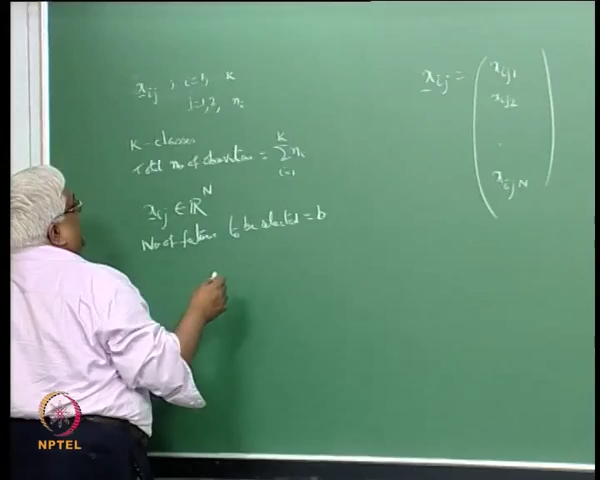 x_ij ; i=1, K
j=1,2, n_i
K - classes
Total no of observations = Σ_{i=1}^{K} n_i
x_ij ∈ ℝ^N
No of features to be selected = b
x_ij = ( x_ij1
x_ij2
.
x_ijN )
NPTEL